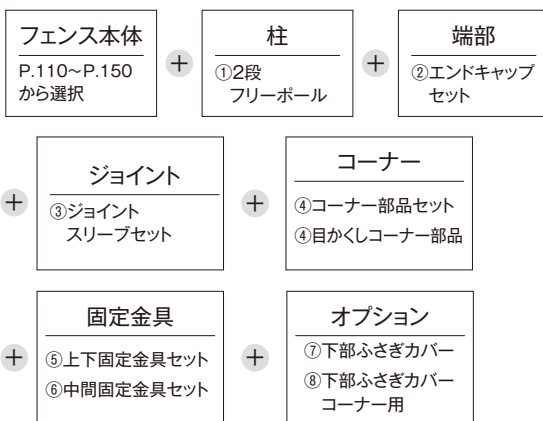 フェンス本体
P.110~P.150
から選択
+
柱
①2段
フリーポール
+
端部
②エンドキャップ
セット
+
ジョイント
③ジョイント
スリーブセット
+
コーナー
④コーナー部品セット
④目かくしコーナー部品
+
固定金具
⑤上下固定金具セット
⑥中間固定金具セット
+
オプション
⑦下部ふさぎカバー
⑧下部ふさぎカバー
コーナー用